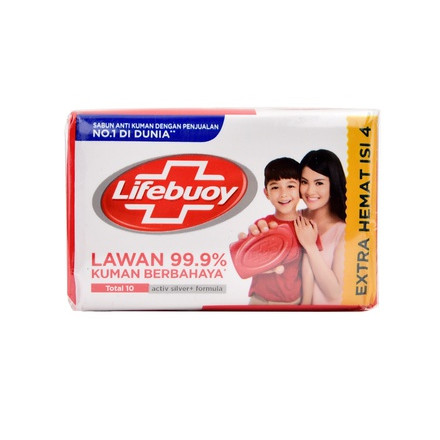 SABUN ANTI KUMAN DENGAN PENJUALAN
NO.1 DI DUNIA**
Lifebuoy
LAWAN 99.9%
KUMAN BERBAHAYA*
Total 10
activ silver+ formula
EXTRA HEMAT ISI 4